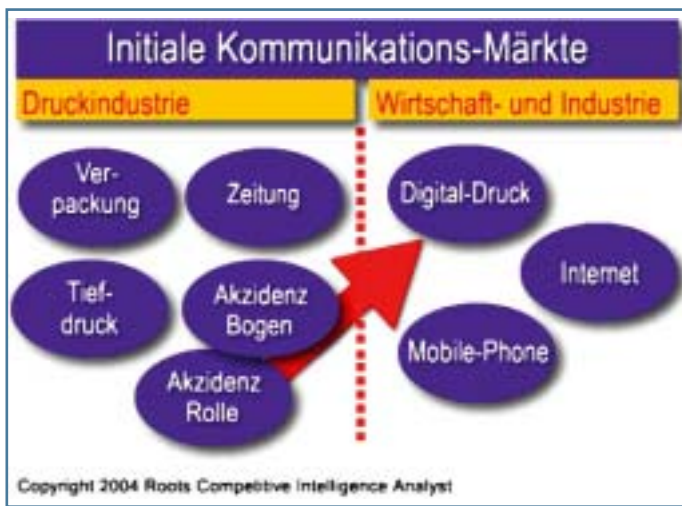 Initiale Kommunikations-Märkte
Druckindustrie
Wirtschaft- und Industrie
Ver-
packung
Zeitung
Tief-
druck
Akzidenz
Bogen
Akzidenz
Rolle
Digital-Druck
Internet
Mobile-Phone
Copyright 2004 Roots Competitive Intelligence Analyst